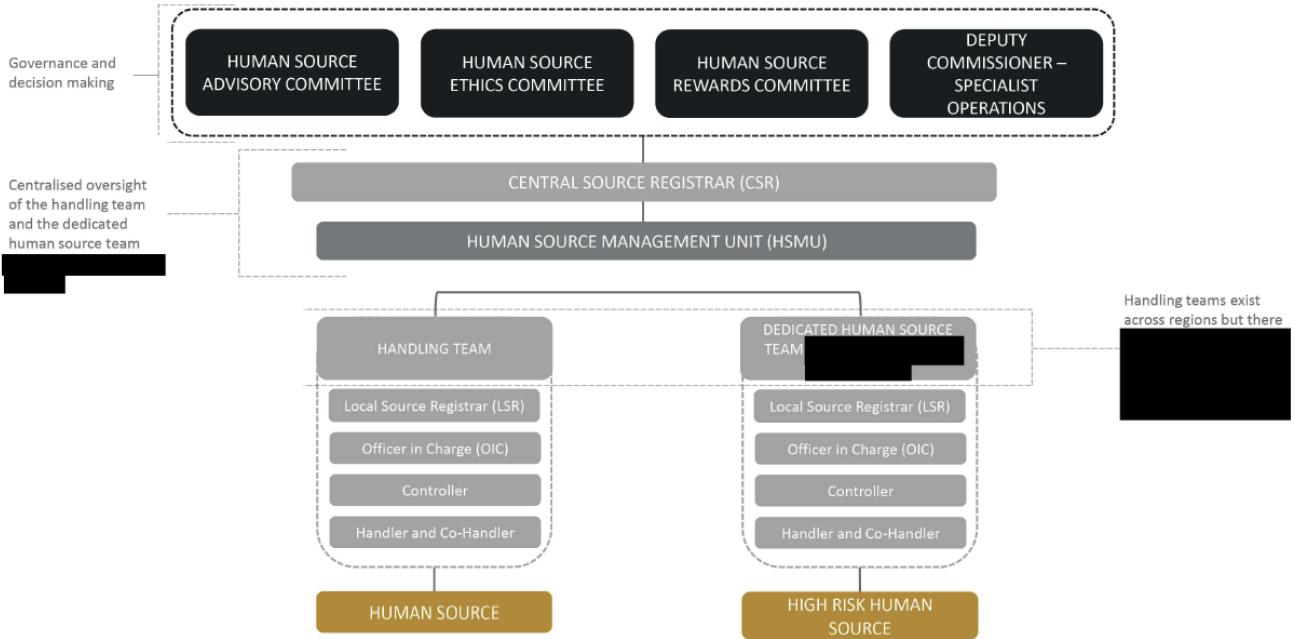 Governance and
decision making
HUMAN SOURCE
ADVISORY COMMITTEE
HUMAN SOURCE
ETHICS COMMITTEE
HUMAN SOURCE
REWARDS COMMITTEE
DEPUTY
COMMISSIONER –
SPECIALIST
OPERATIONS
Centralised oversight
of the handling team
and the dedicated
human source team
CENTRAL SOURCE REGISTRAR (CSR)
HUMAN SOURCE MANAGEMENT UNIT (HSMU)
Handling teams exist
across regions but there
HANDLING TEAM
Local Source Registrar (LSR)
Officer in Charge (OIC)
Controller
Handler and Co-Handler
HUMAN SOURCE
DEDICATED HUMAN SOURCE
TEAM
Local Source Registrar (LSR)
Officer in Charge (OIC)
Controller
Handler and Co-Handler
HIGH RISK HUMAN
SOURCE